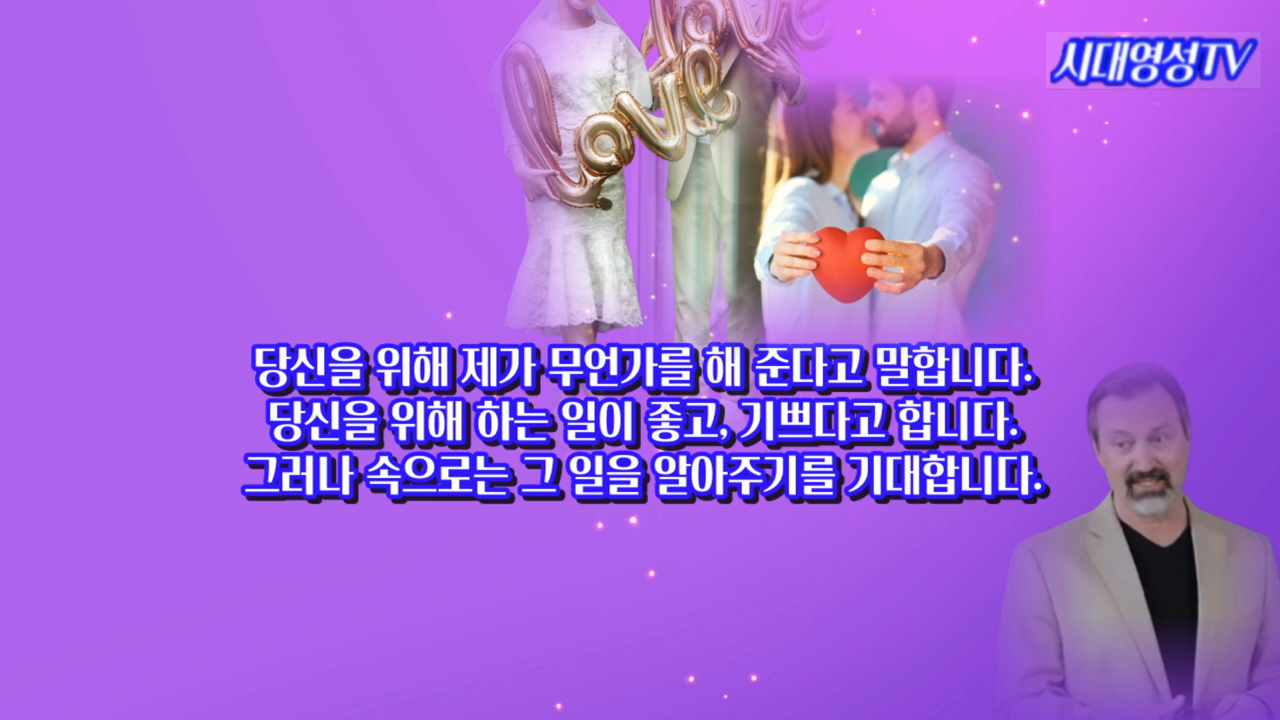 시대영성TV
love
love
당신을 위해 제가 무언가를 해 준다고 말합니다.
당신을 위해 하는 일이 좋고, 기쁘다고 합니다.
그러나 속으로는 그 일을 알아주기를 기대합니다.